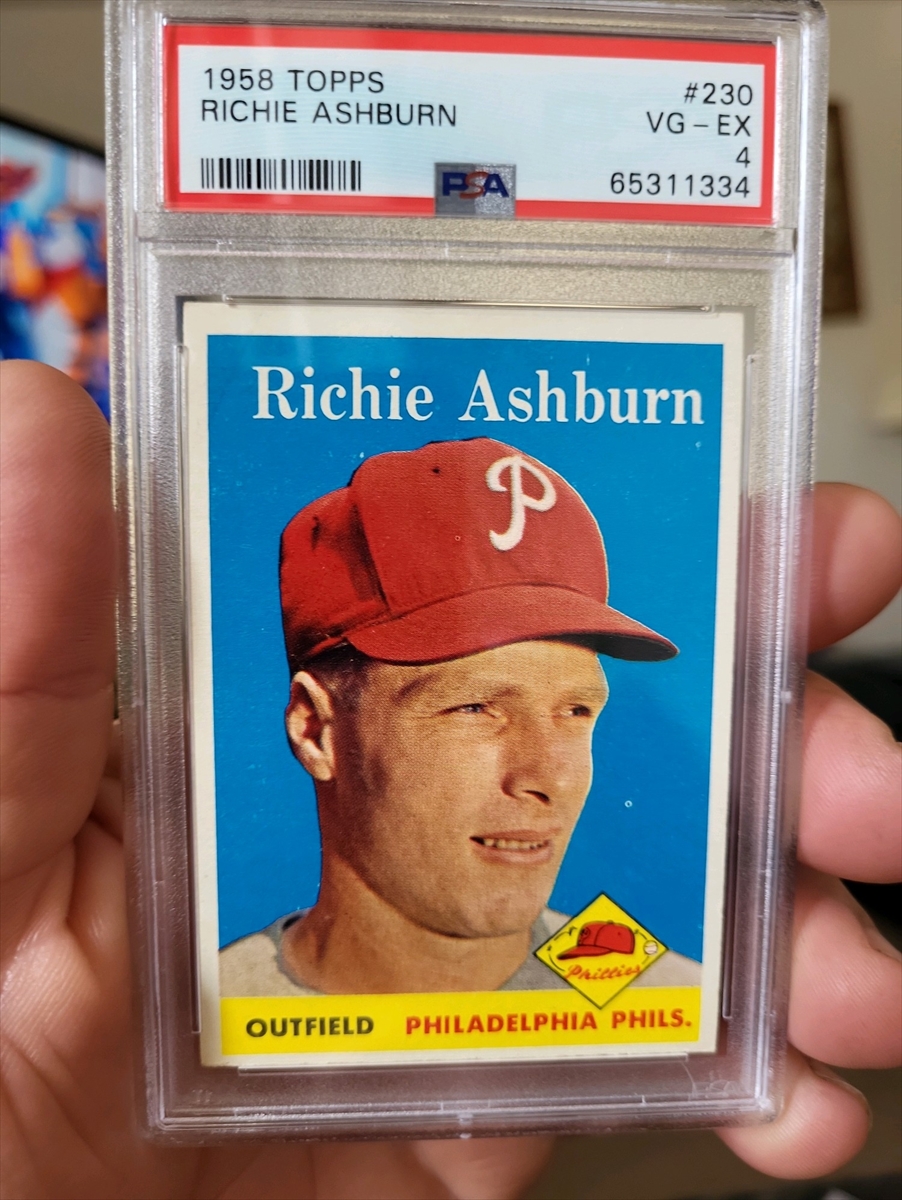 1958 TOPPS #230
RICHIE ASHBURN VG-EX
4
65311334
PSA
Richie Ashburn
P
Phillies
OUTFIELD PHILADELPHIA PHILS.